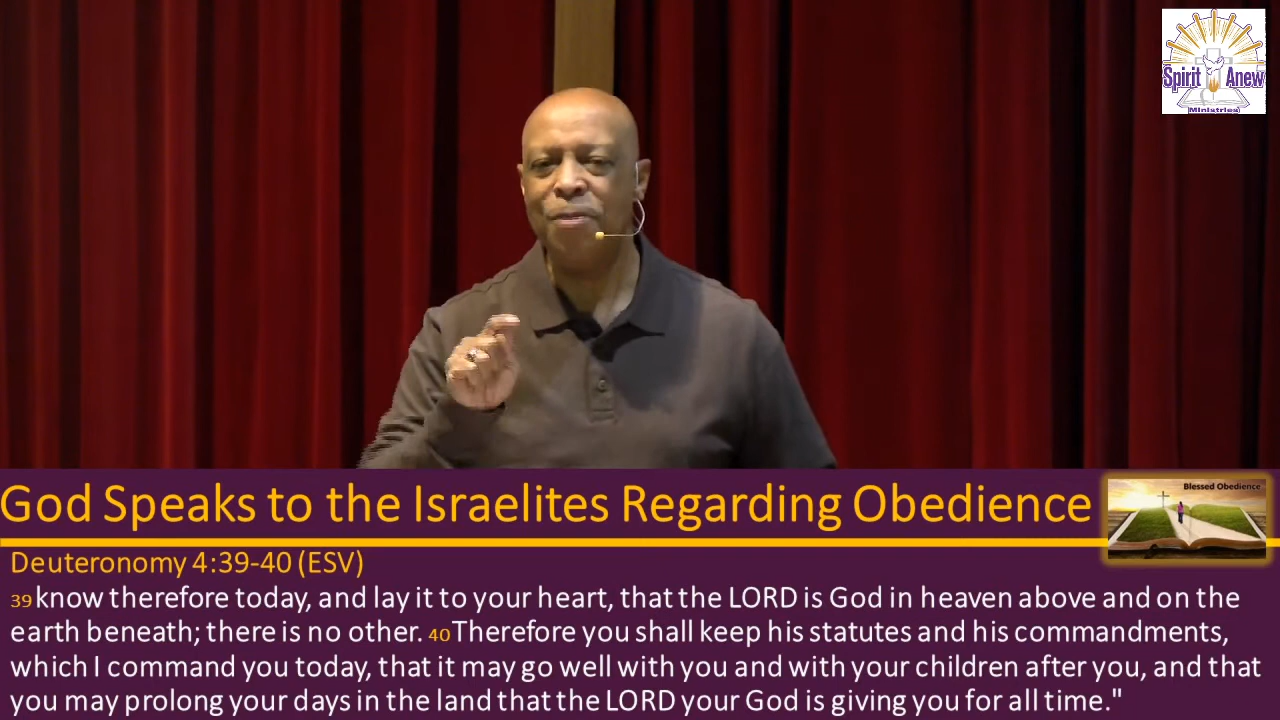 Spirit Anew
Ministries
God Speaks to the Israelites Regarding Obedience
Blessed Obedience
Deuteronomy 4:39-40 (ESV)
39 know therefore today, and lay it to your heart, that the LORD is God in heaven above and on the
earth beneath; there is no other. 40 Therefore you shall keep his statutes and his commandments,
which I command you today, that it may go well with you and with your children after you, and that
you may prolong your days in the land that the LORD your God is giving you for all time."